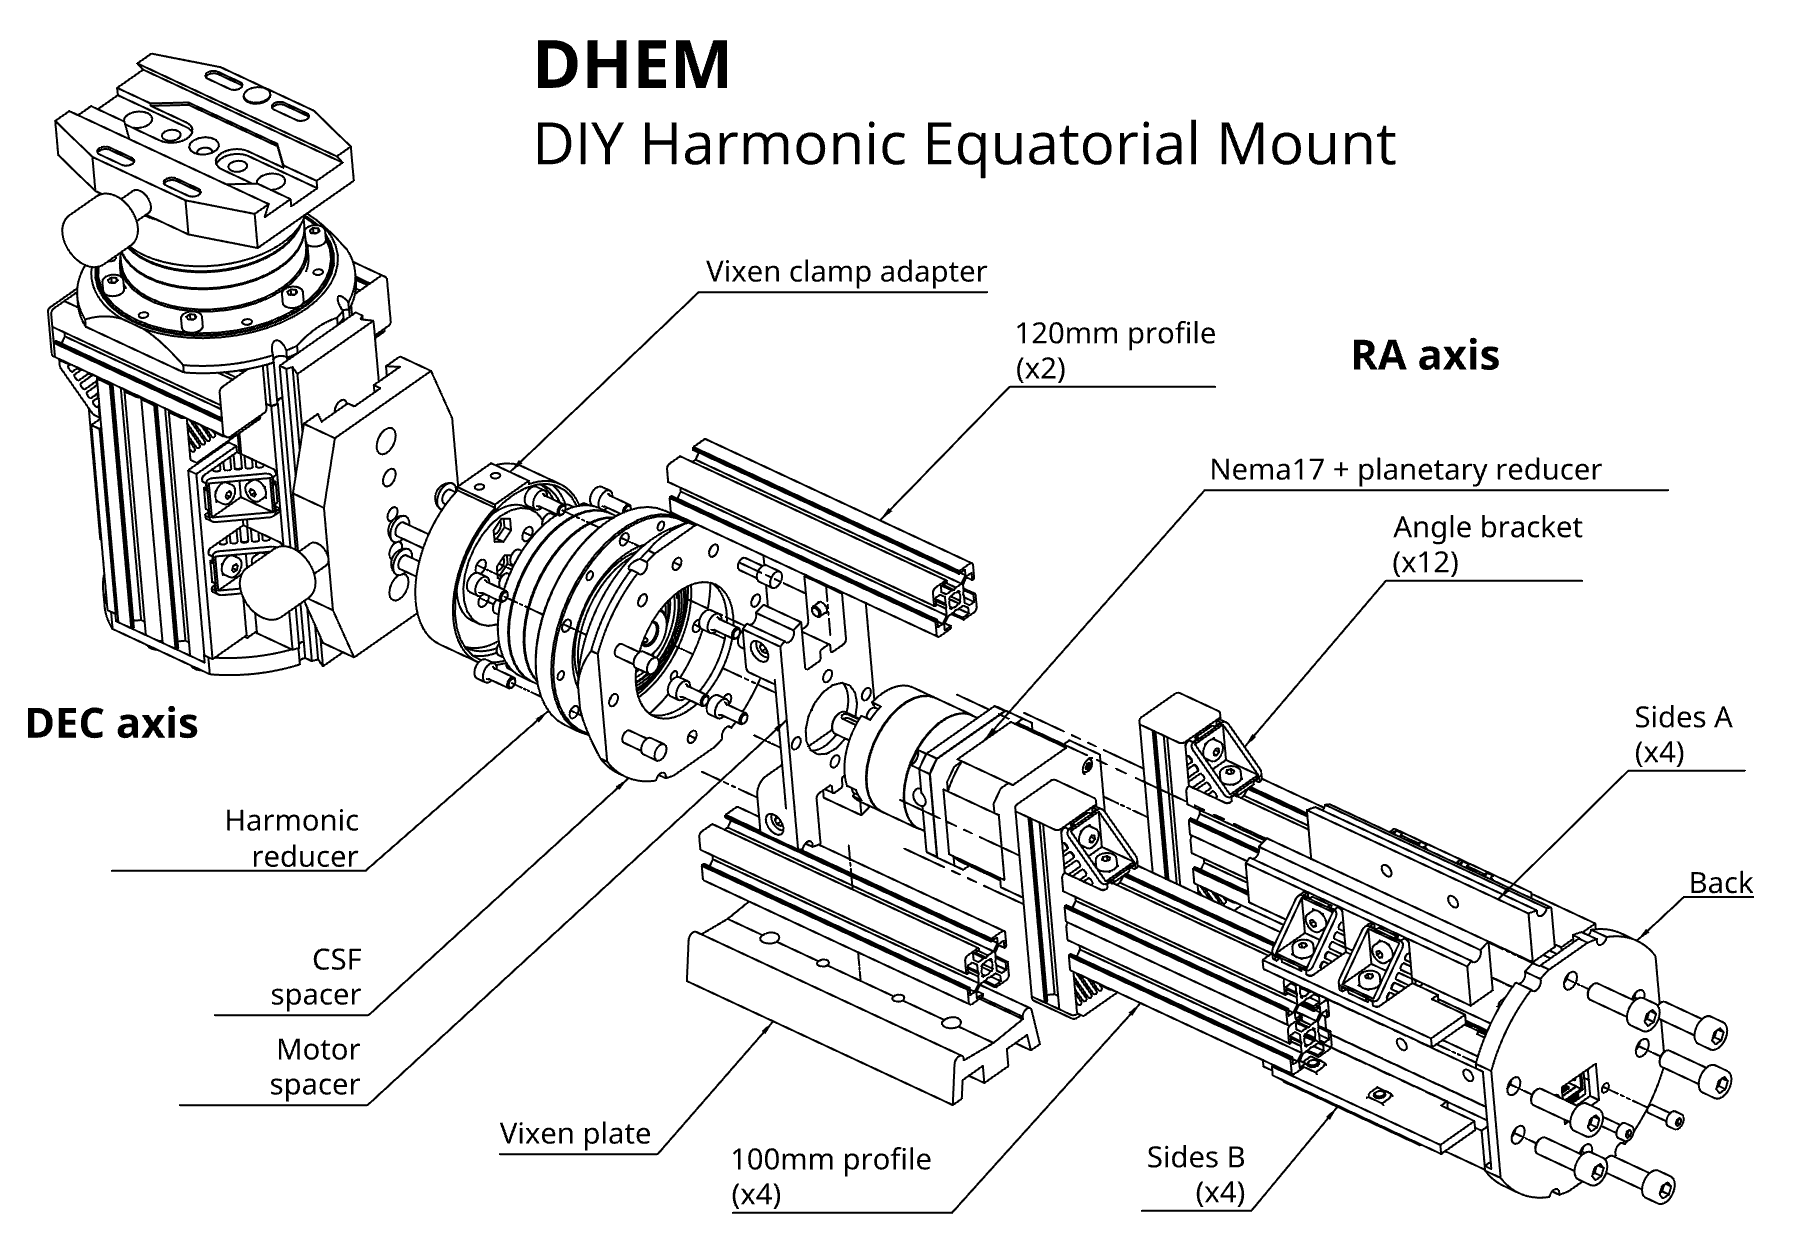 DHEM
DIY Harmonic Equatorial Mount
Vixen clamp adapter
120mm profile
(x2)
RA axis
Nema17 + planetary reducer
Angle bracket
(x12)
Sides A
(x4)
DEC axis
Harmonic
reducer
Back
CSF
spacer
Motor
spacer
Vixen plate
100mm profile
(x4)
Sides B
(x4)